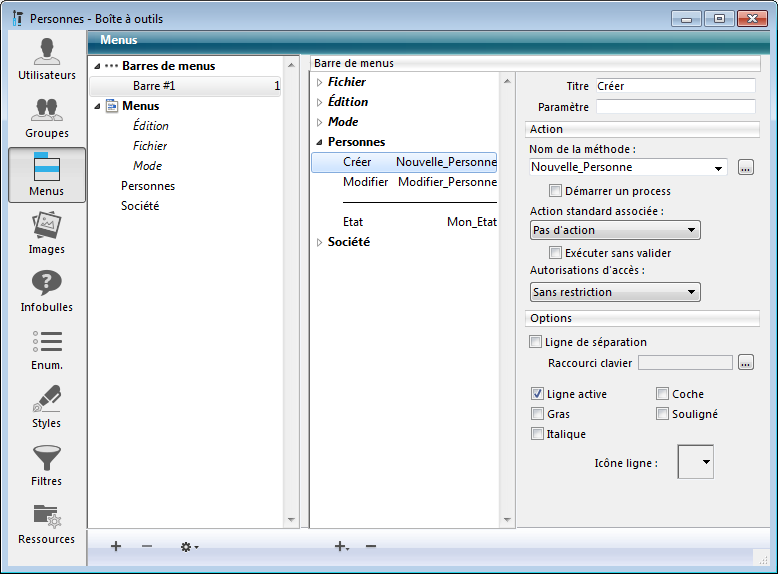 Personnes - Boîte à outils
Utilisateurs
Groupes
Menus
Images
Infobulles
Enum.
Styles
Filtres
Ressources
Menus
Barres de menus
Barre #1 1
Menus
Édition
Fichier
Mode
Personnes
Société
Barre de menus
Fichier
Édition
Mode
Personnes
Créer Nouvelle_Personne
Modifier Modifier_Personne
Etat Mon_Etat
Société
Titre Créer
Paramètre
Action
Nom de la méthode :
Nouvelle_Personne ...
Démarrer un process
Action standard associée :
Pas d'action
Exécuter sans valider
Autorisations d'accès :
Sans restriction
Options
Ligne de séparation
Raccourci clavier ...
Ligne active Coche
Gras Souligné
Italique
Icône ligne :